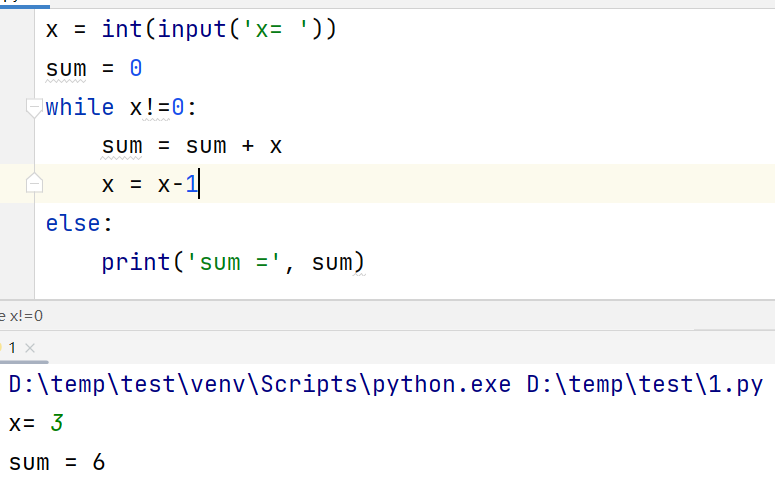 x = int(input('x= '))
sum = 0
while x!=0:
    sum = sum + x
    x = x-1
else:
    print('sum =', sum)
x!=0
1
D:\temp\test\venv\Scripts\python.exe D:\temp\test\1.py
x= 3
sum = 6